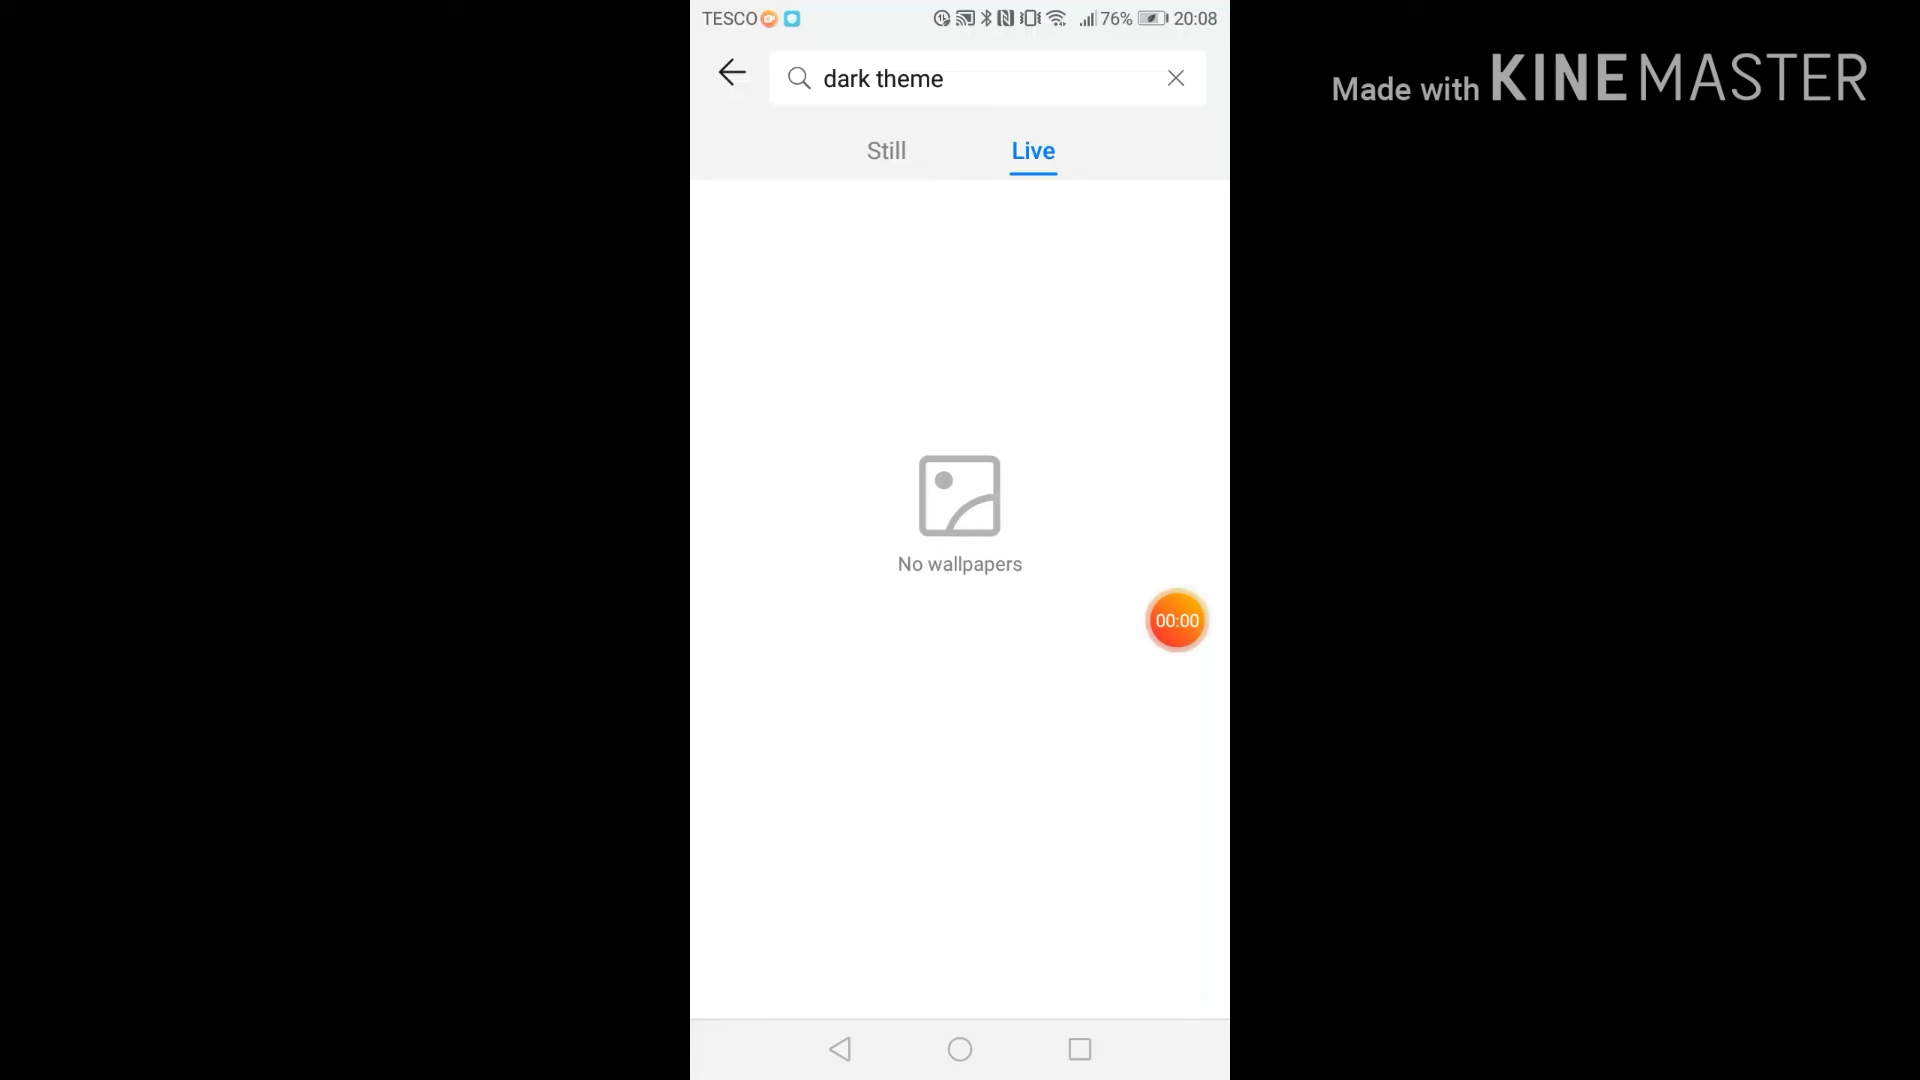 TESCO
76% 20:08
dark theme
Made with KINEMASTER
Still
Live
No wallpapers
00:00